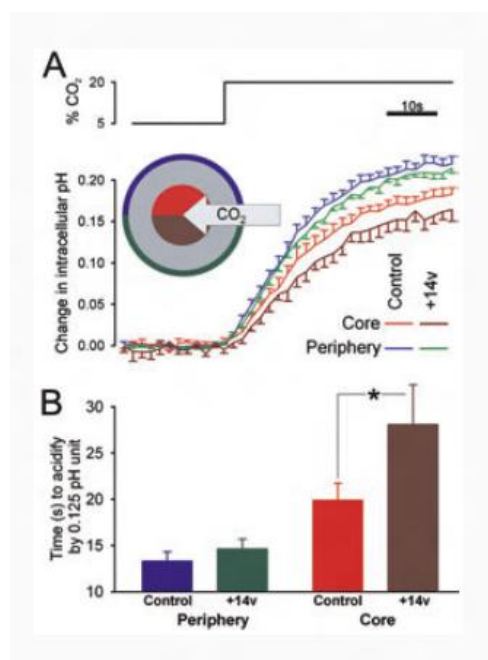 A
% CO2
20
5
10s
Change in intracellular pH
0.20
0.15
0.10
0.05
0.00
CO2
Control
+14v
Core
Periphery
B
Time (s) to acidify
by 0.125 pH unit
30
20
15
10
*
Control +14v Control +14v
Periphery Core